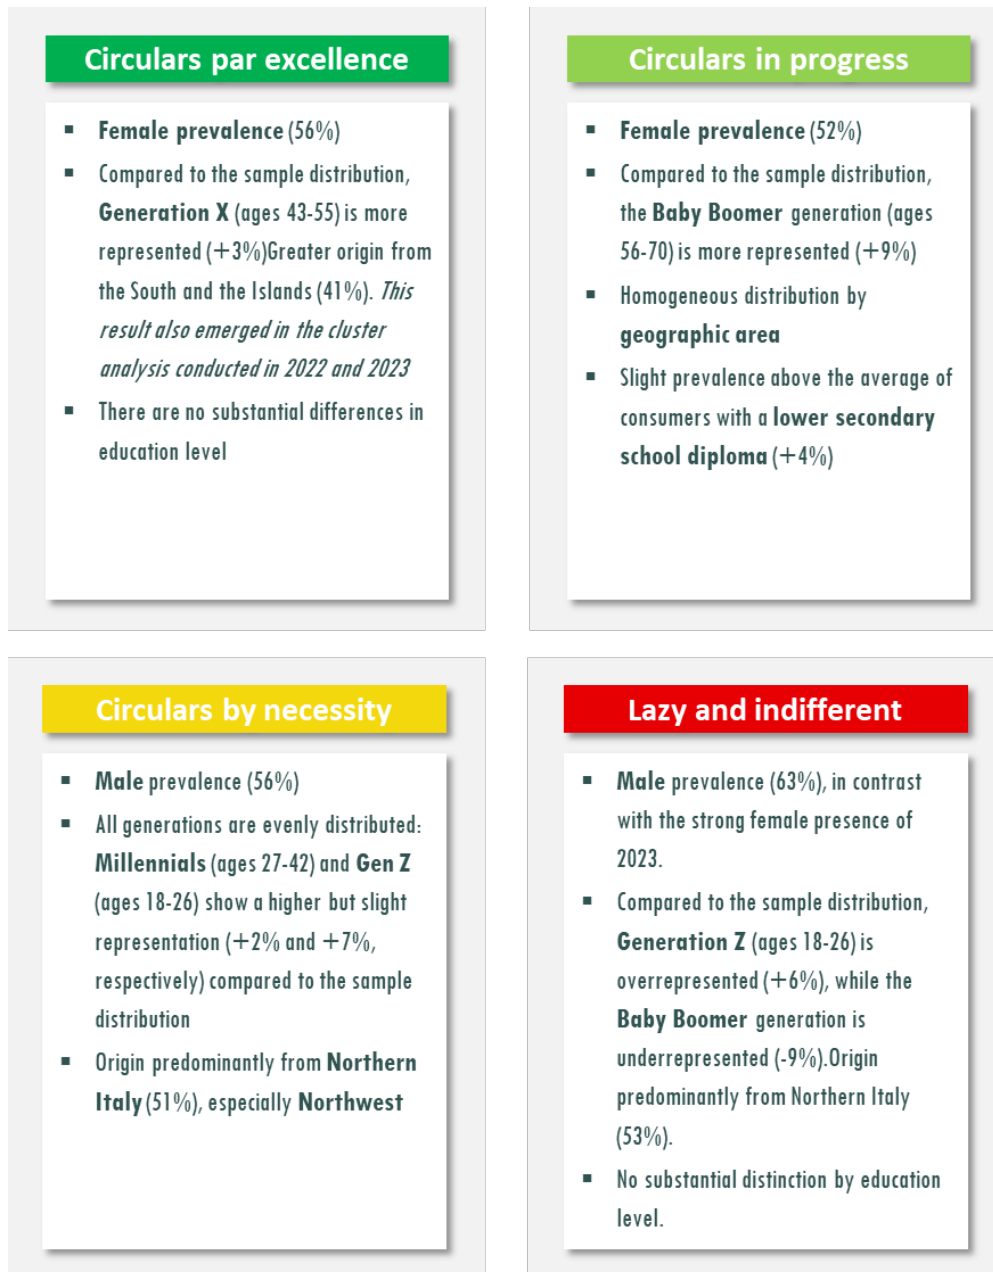 Circulars par excellence
▪ Female prevalence (56%)
▪ Compared to the sample distribution,
Generation X (ages 43-55) is more
represented (+3%)Greater origin from
the South and the Islands (41%). This
result also emerged in the cluster
analysis conducted in 2022 and 2023
▪ There are no substantial differences in
education level
Circulars in progress
▪ Female prevalence (52%)
▪ Compared to the sample distribution,
the Baby Boomer generation (ages
56-70) is more represented (+9%)
▪ Homogeneous distribution by
geographic area
▪ Slight prevalence above the average of
consumers with a lower secondary
school diploma (+4%)
Circulars by necessity
▪ Male prevalence (56%)
▪ All generations are evenly distributed:
Millennials (ages 27-42) and Gen Z
(ages 18-26) show a higher but slight
representation (+2% and +7%,
respectively) compared to the sample
distribution
▪ Origin predominantly from Northern
Italy (51%), especially Northwest
Lazy and indifferent
▪ Male prevalence (63%), in contrast
with the strong female presence of
2023.
▪ Compared to the sample distribution,
Generation Z (ages 18-26) is
overrepresented (+6%), while the
Baby Boomer generation is
underrepresented (-9%).Origin
predominantly from Northern Italy
(53%).
▪ No substantial distinction by education
level.